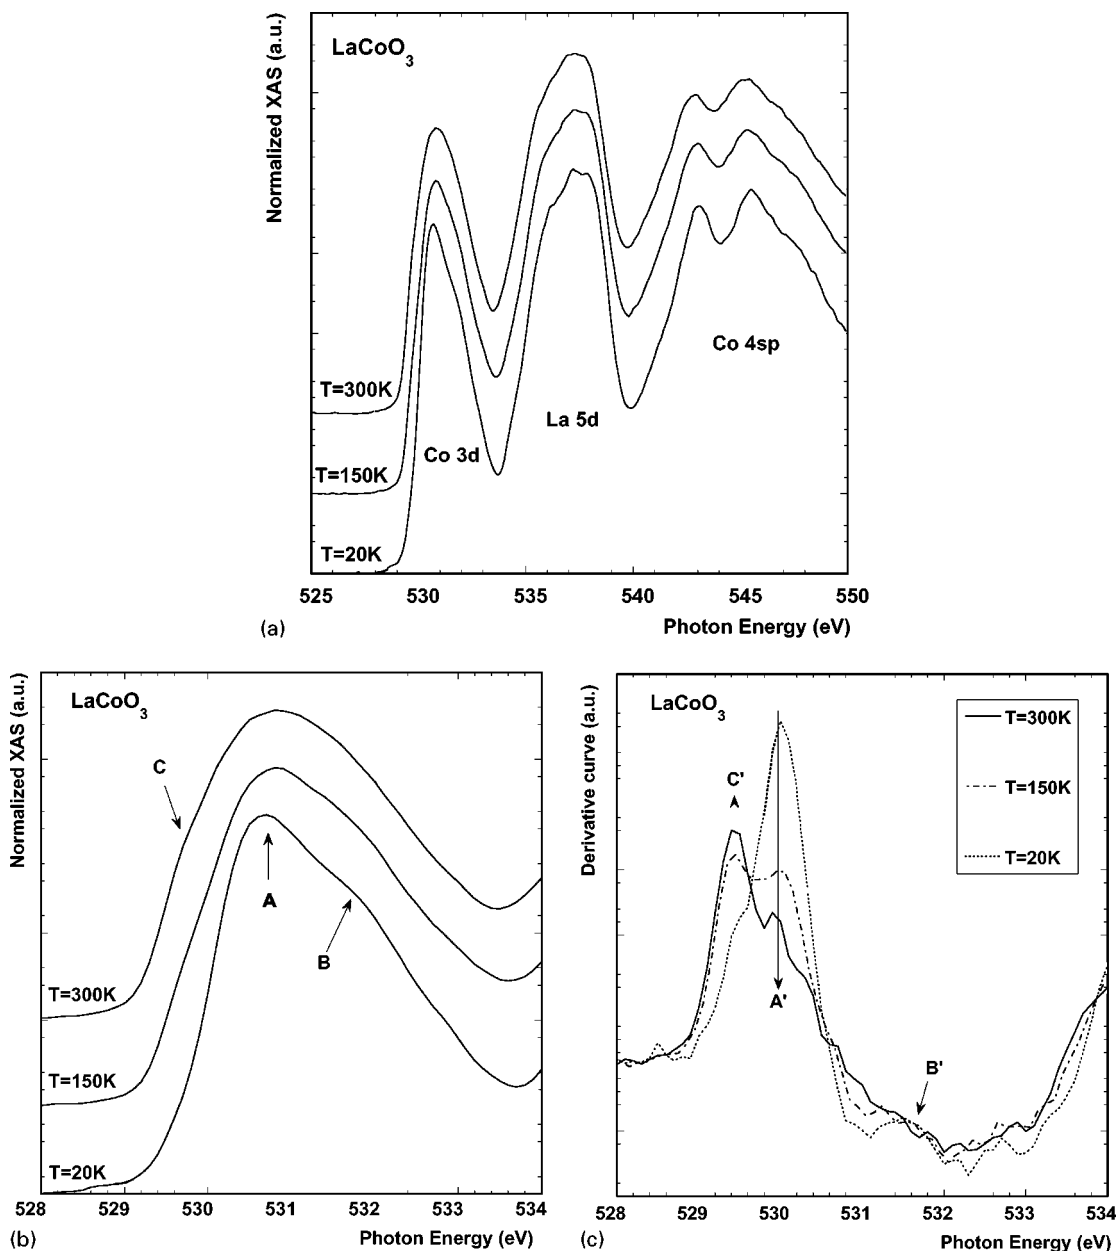 Normalized XAS (a.u.)
LaCoO3
T=300K
T=150K
T=20K
Co 3d
La 5d
Co 4sp
525 530 535 540 545 550
Photon Energy (eV)
(a)
Normalized XAS (a.u.)
LaCoO3
C
A
B
T=300K
T=150K
T=20K
528 529 530 531 532 533 534
Photon Energy (eV)
(b)
Derivative curve (a.u.)
LaCoO3
T=300K
T=150K
T=20K
C'
A'
B'
528 529 530 531 532 533 534
Photon Energy (eV)
(c)